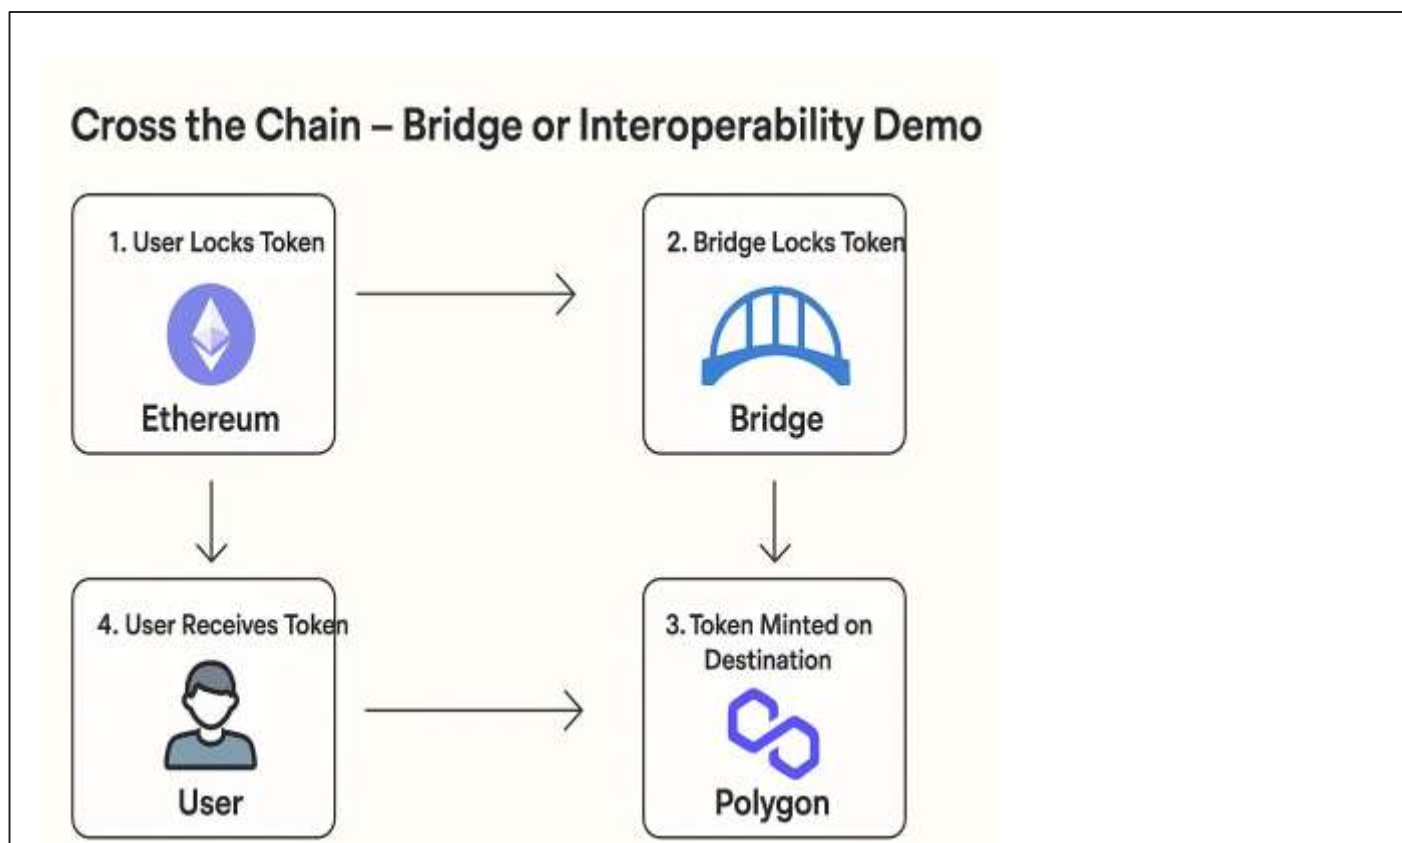 Cross the Chain – Bridge or Interoperability Demo
1. User Locks Token
Ethereum
2. Bridge Locks Token
Bridge
4. User Receives Token
User
3. Token Minted on
Destination
Polygon